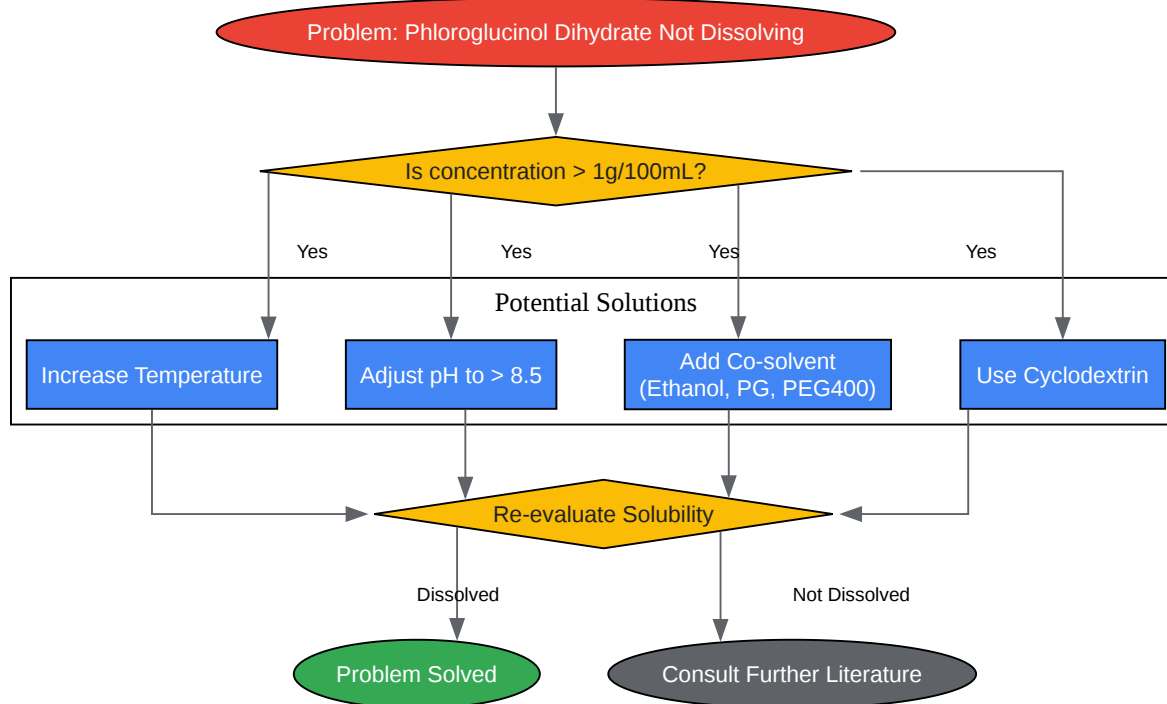 Problem: Phloroglucinol Dihydrate Not Dissolving
Is concentration > 1g/100mL?
Yes
Yes
Yes
Yes
Potential Solutions
Increase Temperature
Adjust pH to > 8.5
Add Co-solvent
(Ethanol, PG, PEG400)
Use Cyclodextrin
Re-evaluate Solubility
Dissolved
Not Dissolved
Problem Solved
Consult Further Literature